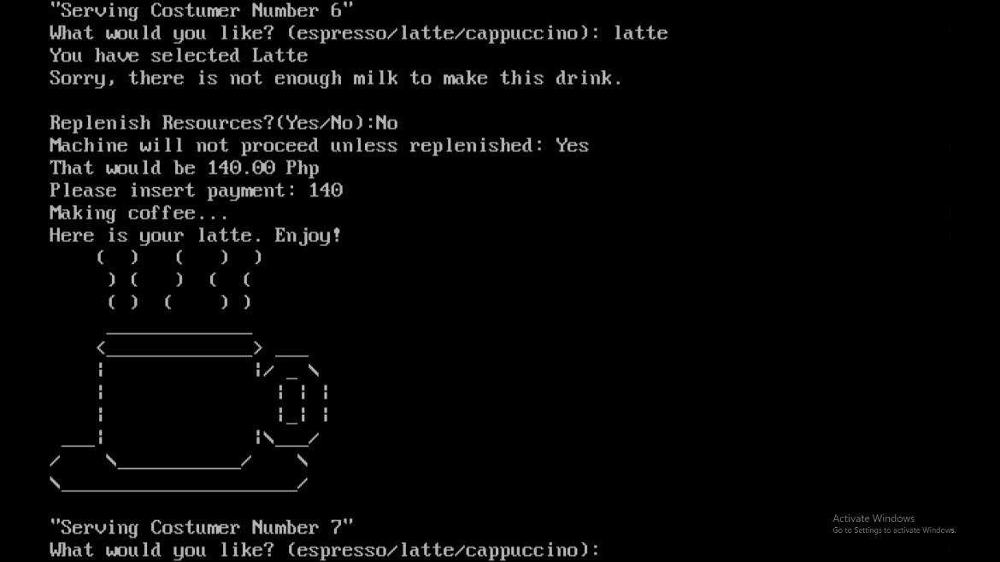 "Serving Costumer Number 6"
What would you like? (espresso/latte/cappuccino): latte
You have selected Latte
Sorry, there is not enough milk to make this drink.
Replenish Resources?(Yes/No):No
Machine will not proceed unless replenished: Yes
That would be 140.00 Php
Please insert payment: 140
Making coffee...
Here is your latte. Enjoy!
"Serving Costumer Number 7"
What would you like? (espresso/latte/cappuccino):
Activate Windows
Go to Settings to activate Windows.